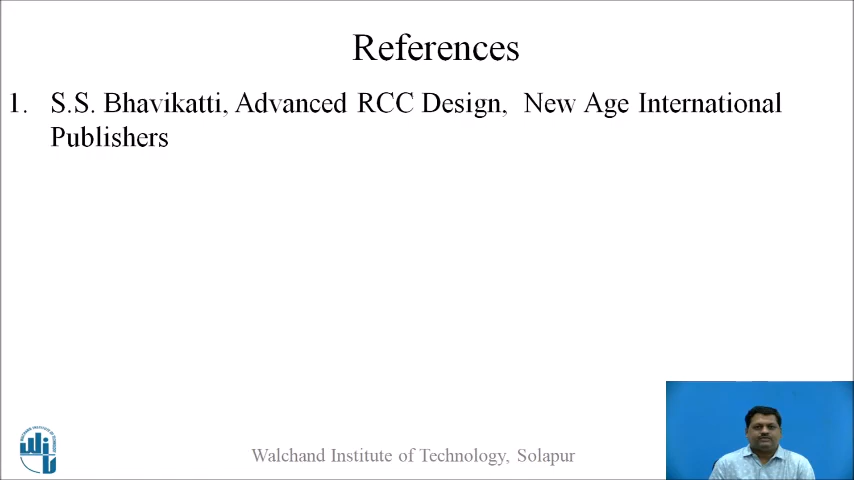 References
1. S.S. Bhavikatti, Advanced RCC Design, New Age International
Publishers
Walchand Institute of Technology, Solapur